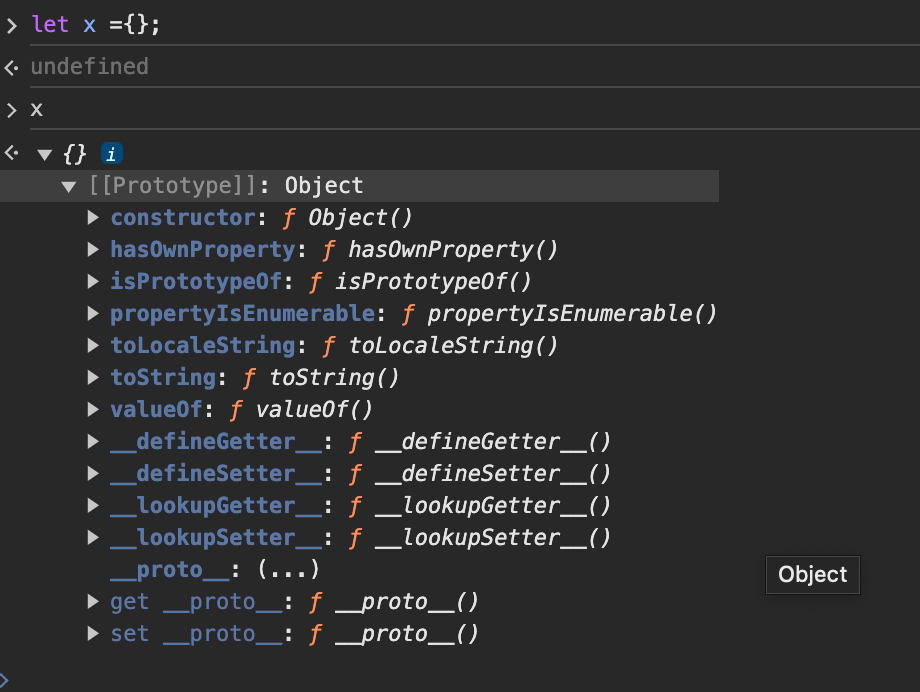 let x ={};
undefined
x
{} i
[[Prototype]]: Object
constructor: ƒ Object()
hasOwnProperty: ƒ hasOwnProperty()
isPrototypeOf: ƒ isPrototypeOf()
propertyIsEnumerable: ƒ propertyIsEnumerable()
toLocaleString: ƒ toLocaleString()
toString: ƒ toString()
valueOf: ƒ valueOf()
__defineGetter__: ƒ __defineGetter__()
__defineSetter__: ƒ __defineSetter__()
__lookupGetter__: ƒ __lookupGetter__()
__lookupSetter__: ƒ __lookupSetter__()
__proto__: (...)
Object
get __proto__: ƒ __proto__()
set __proto__: ƒ __proto__()